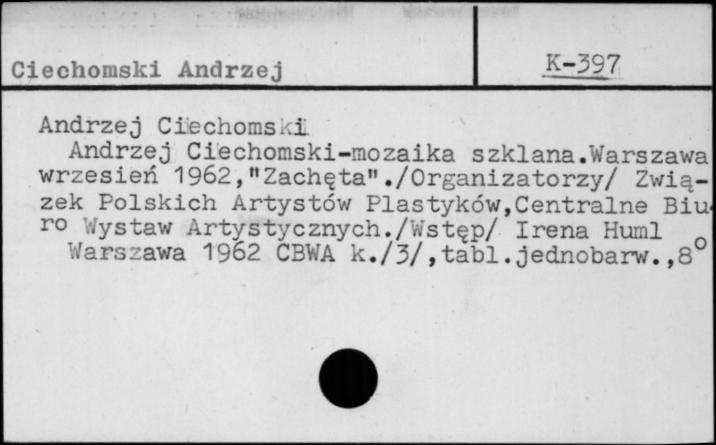 Ciechomski Andrzej
K-397
Andrzej Ciechomski
Andrzej Ciechomski-mozaika szklana.Warszawa
wrzesień 1962,"Zachęta"./Organizatorzy/ Zwią-
zek Polskich Artystów Plastyków,Centralne Biu-
ro Wystaw Artystycznych./Wstęp/ Irena Huml
Warszawa 1962 CBWA k./3/,tabl.jednobarw.,8°